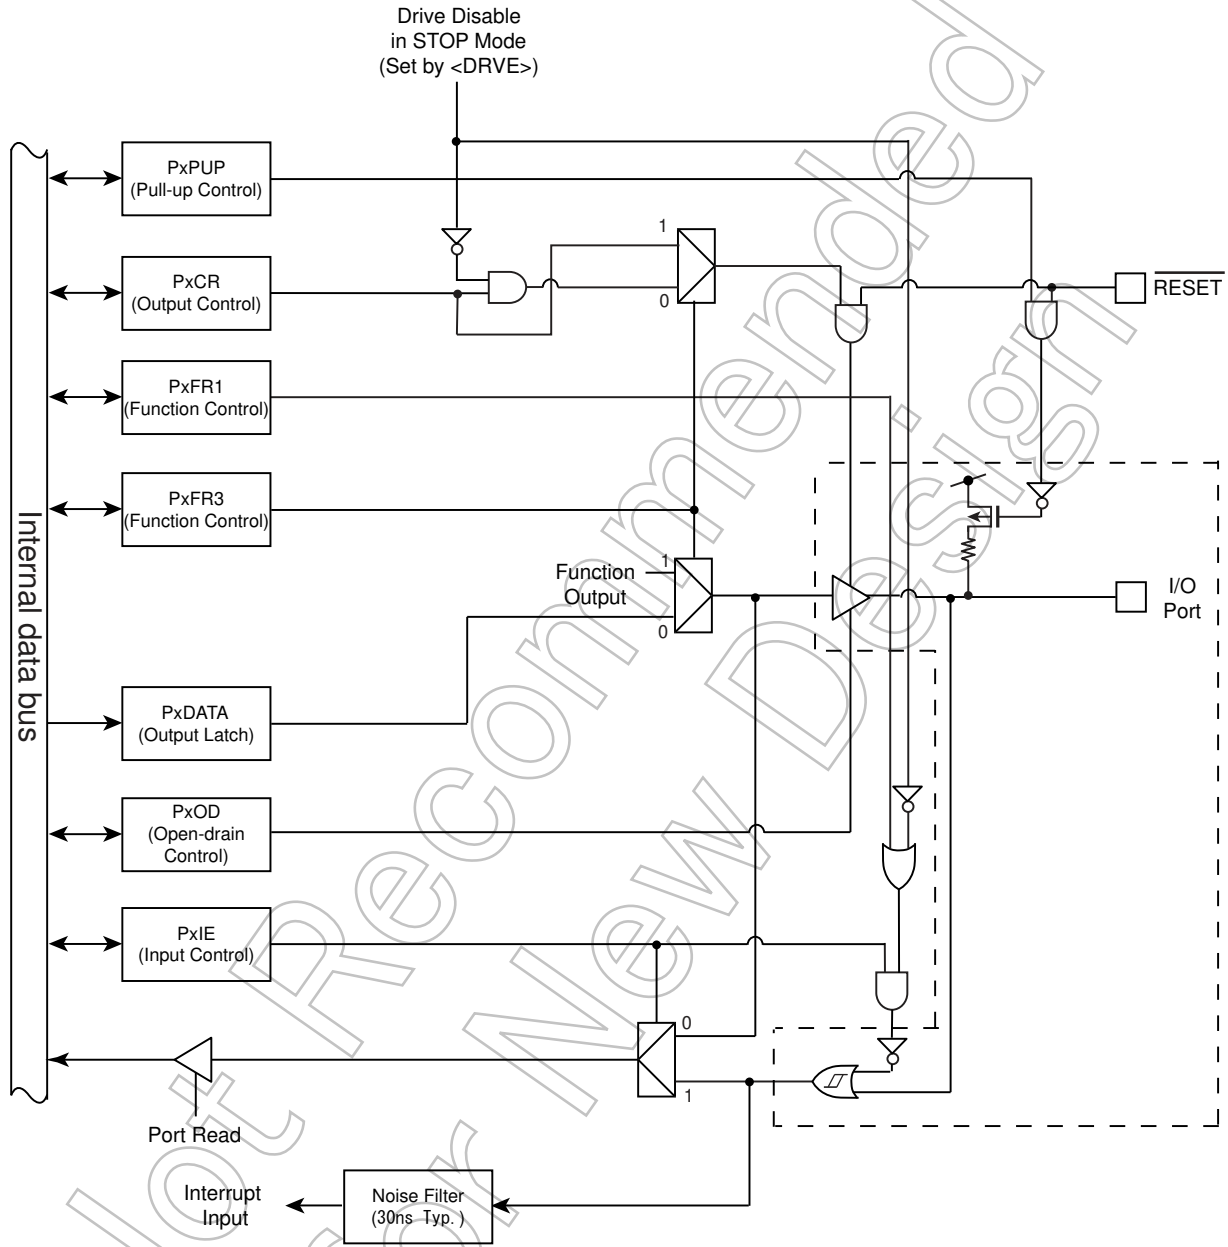 Drive Disable
in STOP Mode
(Set by <DRVE>)
PxPUP
(Pull-up Control)
1
PxCR
(Output Control)
0
RESET
PxFR1
(Function Control)
PxFR3
(Function Control)
Internal data bus
1
Function
Output
0
I/O
Port
PxDATA
(Output Latch)
PxOD
(Open-drain
Control)
PxIE
(Input Control)
0
1
Port Read
Interrupt
Input
Noise Filter
(30ns Typ.)
Not Recommended
for New Design